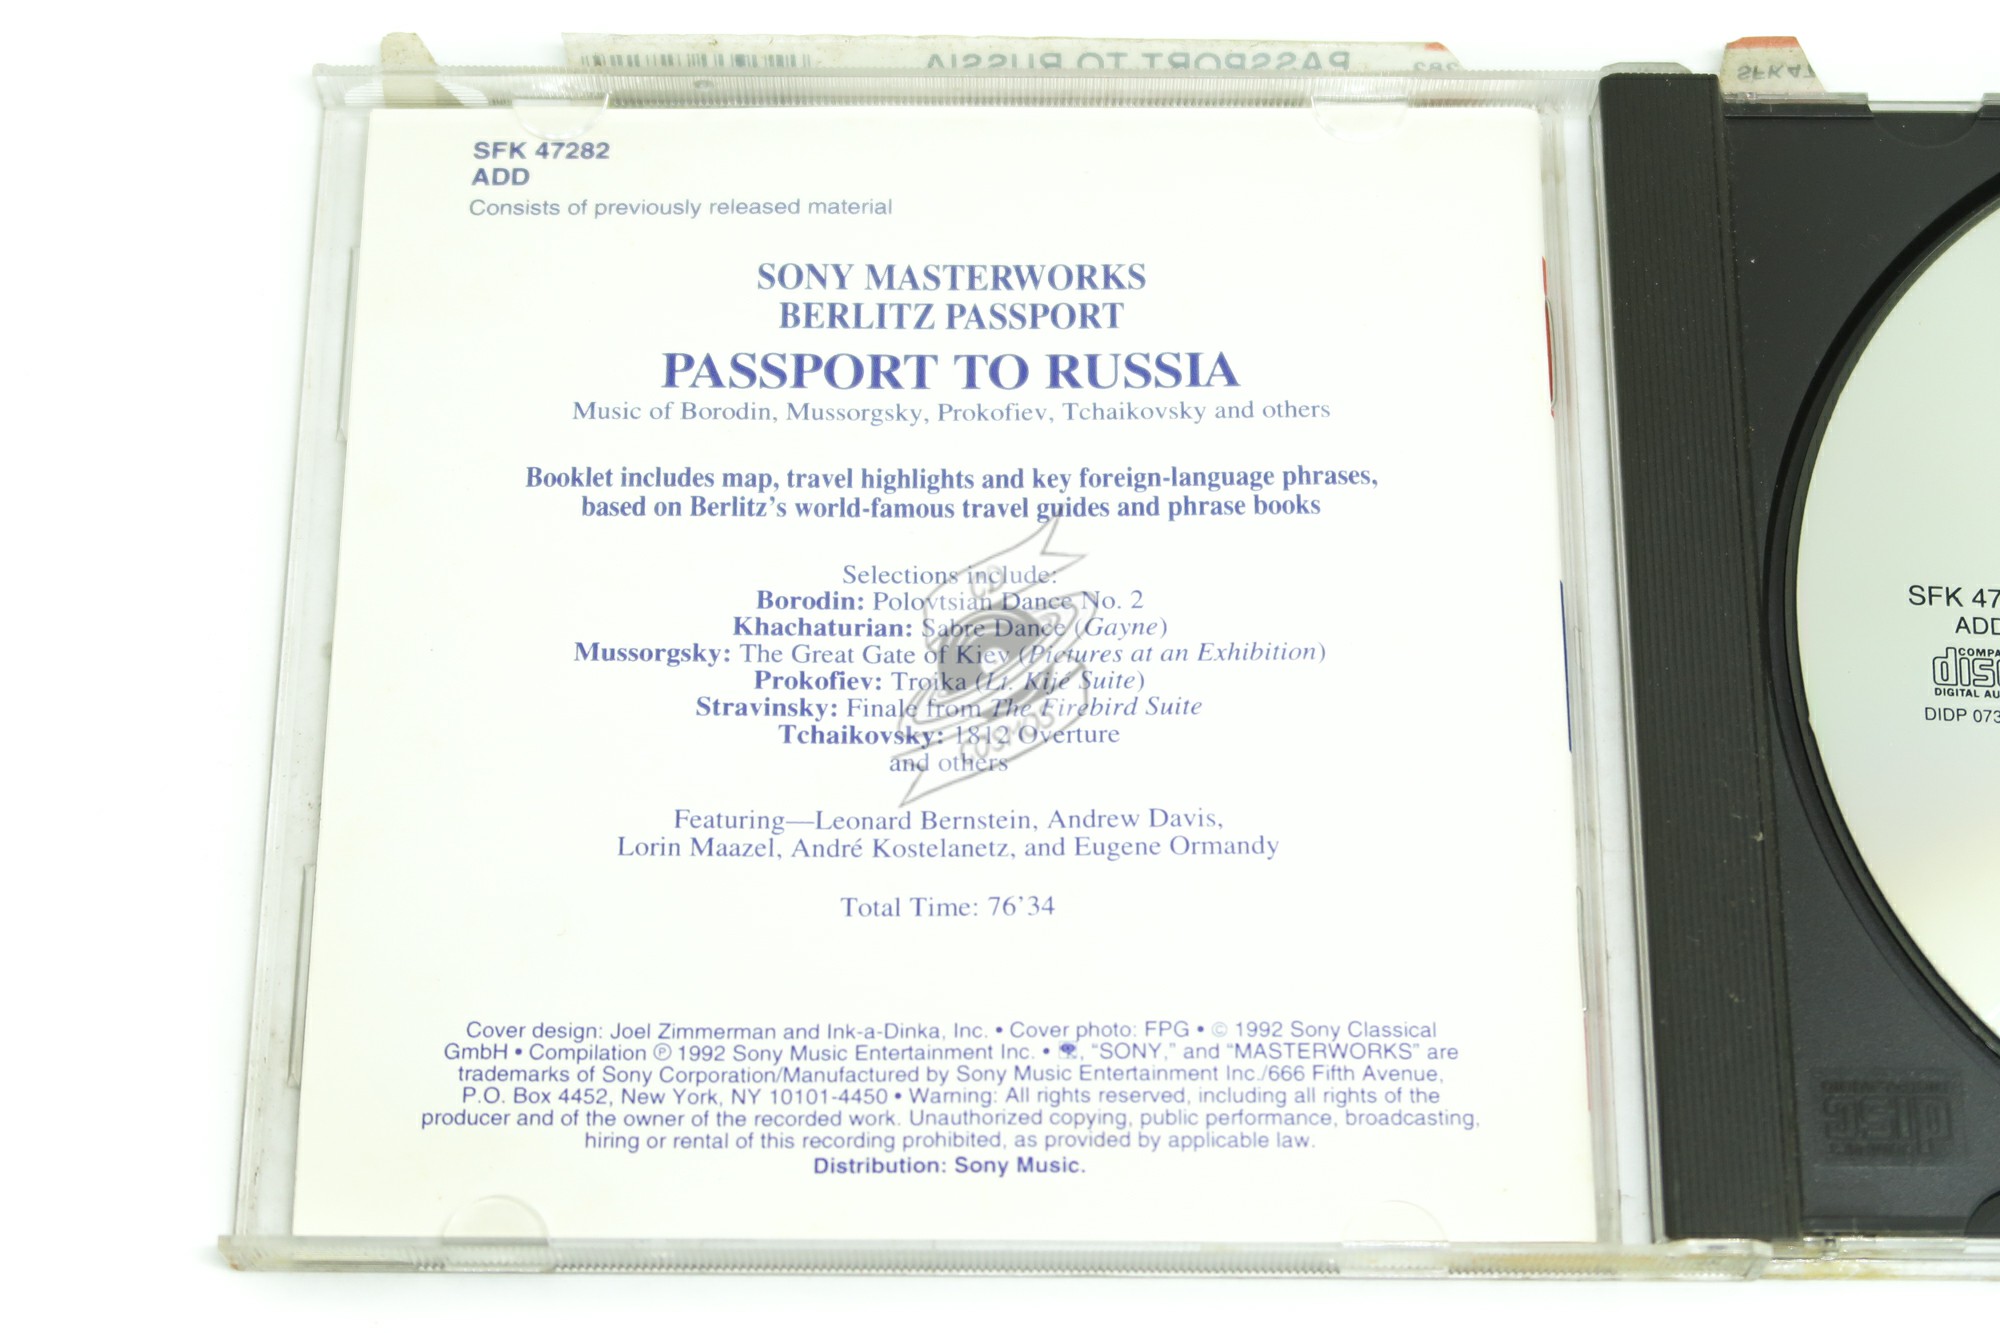 PASSPORT TO RUSSIA
SFK 47282
ADD
Consists of previously released material
SONY MASTERWORKS
BERLITZ PASSPORT
PASSPORT TO RUSSIA
Music of Borodin, Mussorgsky, Prokofiev, Tchaikovsky and others
Booklet includes map, travel highlights and key foreign-language phrases,
based on Berlitz's world-famous travel guides and phrase books
Selections include:
Borodin: Polovtsian Dance No. 2
Khachaturian: Sabre Dance (Gayne)
Mussorgsky: The Great Gate of Kiev (Pictures at an Exhibition)
Prokofiev: Troika (Lt. Kijé Suite)
Stravinsky: Finale from The Firebird Suite
Tchaikovsky: 1812 Overture
and others
Featuring—Leonard Bernstein, Andrew Davis,
Lorin Maazel, André Kostelanetz, and Eugene Ormandy
Total Time: 76'34
Cover design: Joel Zimmerman and Ink-a-Dinka, Inc. • Cover photo: FPG • © 1992 Sony Classical
GmbH • Compilation ℗ 1992 Sony Music Entertainment Inc. • , "SONY," and "MASTERWORKS" are
trademarks of Sony Corporation/Manufactured by Sony Music Entertainment Inc./666 Fifth Avenue,
P.O. Box 4452, New York, NY 10101-4450 • Warning: All rights reserved, including all rights of the
producer and of the owner of the recorded work. Unauthorized copying, public performance, broadcasting,
hiring or rental of this recording prohibited, as provided by applicable law.
Distribution: Sony Music.
CD
COSMOS
SFK 47
SFK 47
ADD
COMPA
disc
DIGITAL AU
DIDP 073
disc